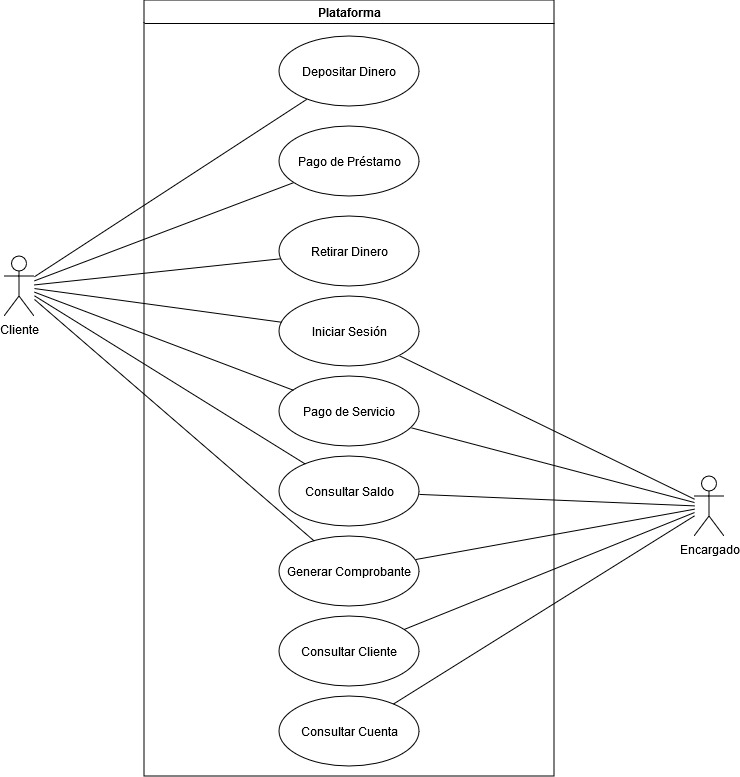 Plataforma
Depositar Dinero
Pago de Préstamo
Retirar Dinero
Cliente
Iniciar Sesión
Pago de Servicio
Consultar Saldo
Encargado
Generar Comprobante
Consultar Cliente
Consultar Cuenta